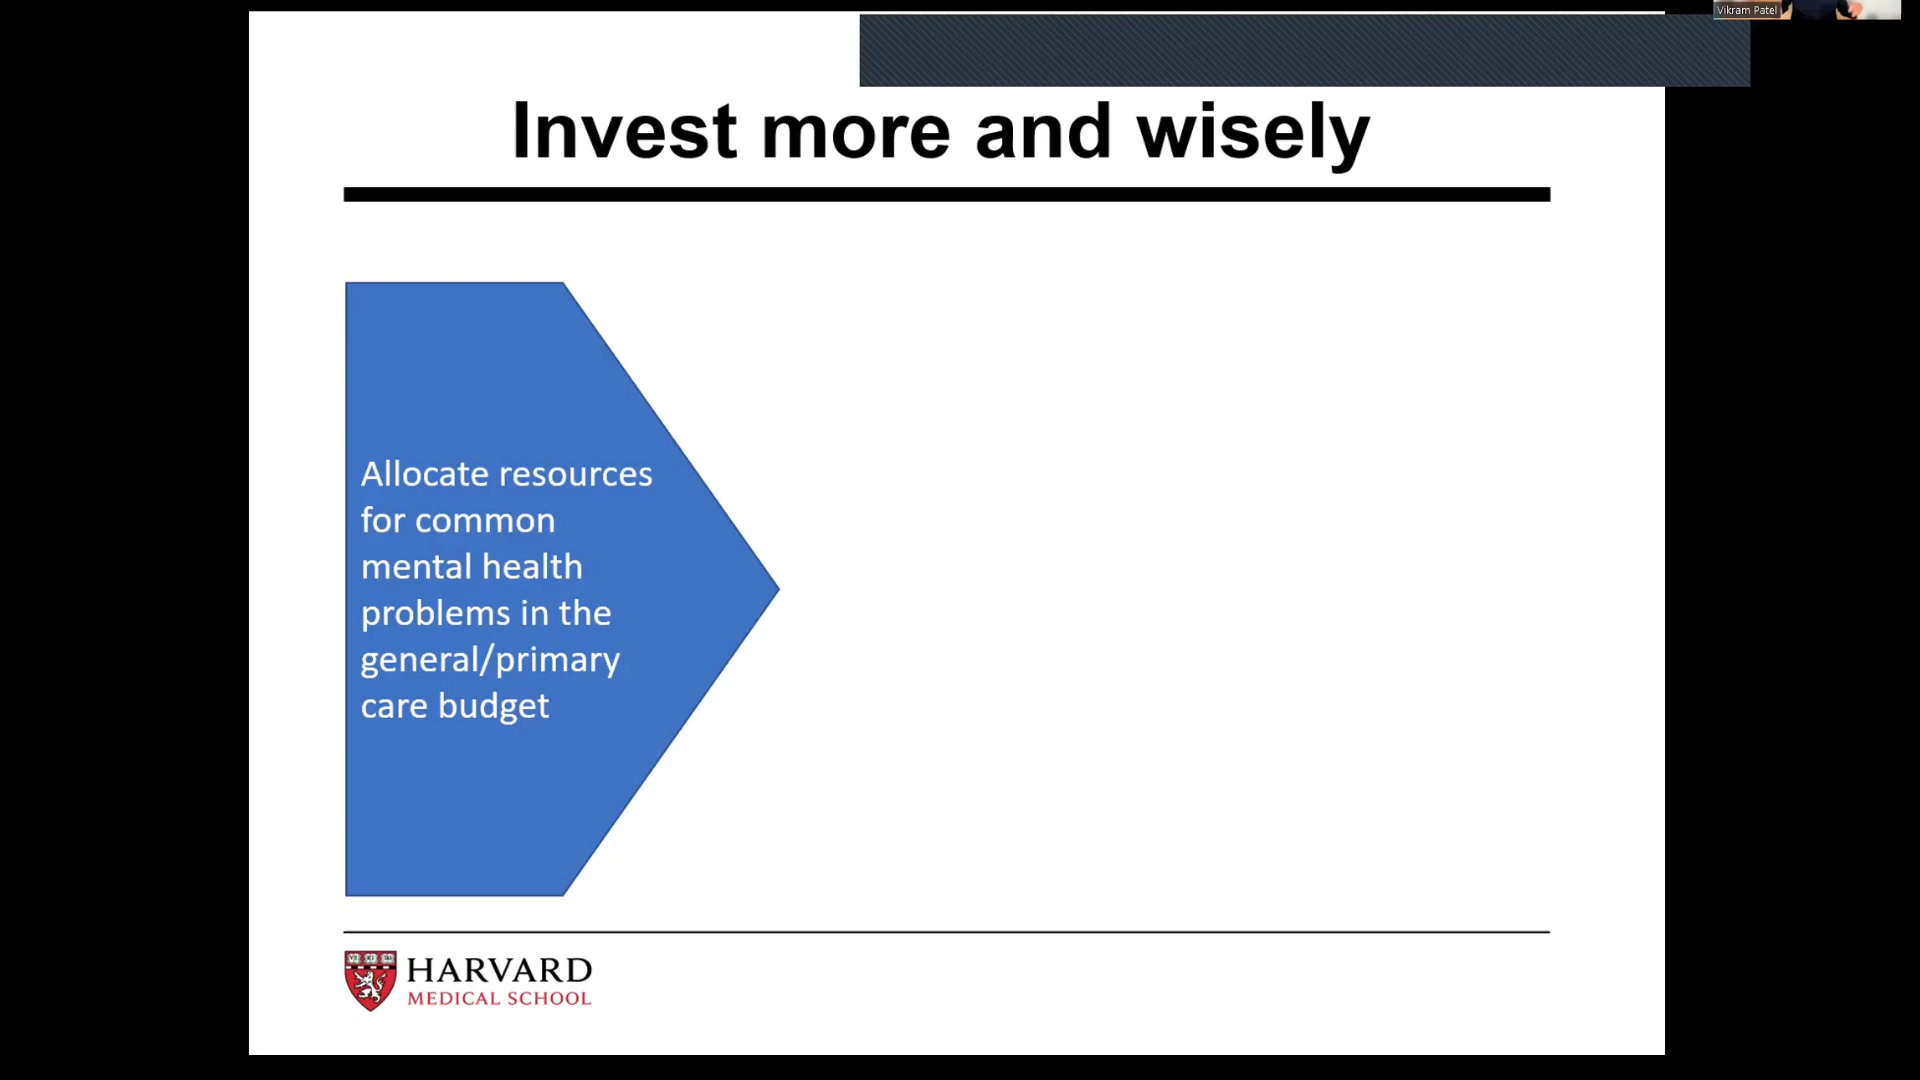 Vikram Patel
Invest more and wisely
Allocate resources
for common
mental health
problems in the
general/primary
care budget
HARVARD
MEDICAL SCHOOL